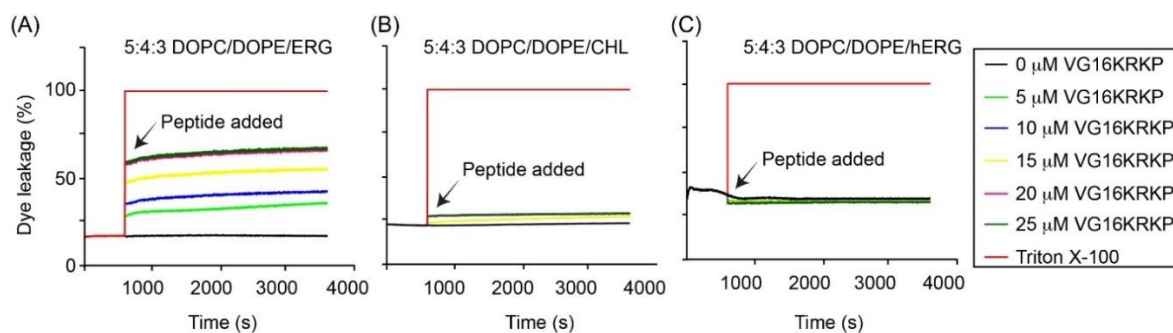 (A)
5:4:3 DOPC/DOPE/ERG
Dye leakage (%)
100
50
0
Peptide added
1000 2000 3000 4000
Time (s)
(B)
5:4:3 DOPC/DOPE/CHL
Peptide added
1000 2000 3000 4000
Time (s)
(C)
5:4:3 DOPC/DOPE/hERG
Peptide added
1000 2000 3000 4000
Time (s)
0 μM VG16KRKP
5 μM VG16KRKP
10 μM VG16KRKP
15 μM VG16KRKP
20 μM VG16KRKP
25 μM VG16KRKP
Triton X-100